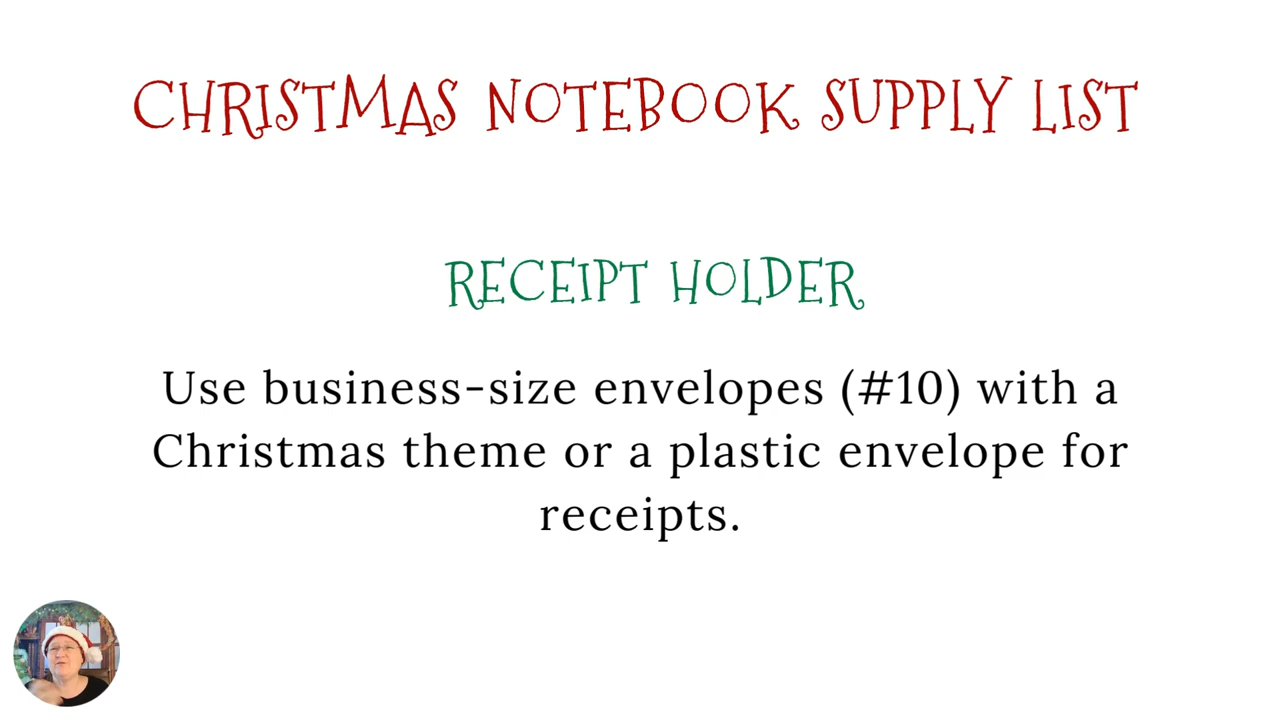 CHRISTMAS NOTEBOOK SUPPLY LIST
RECEIPT HOLDER
Use business-size envelopes (#10) with a
Christmas theme or a plastic envelope for
receipts.